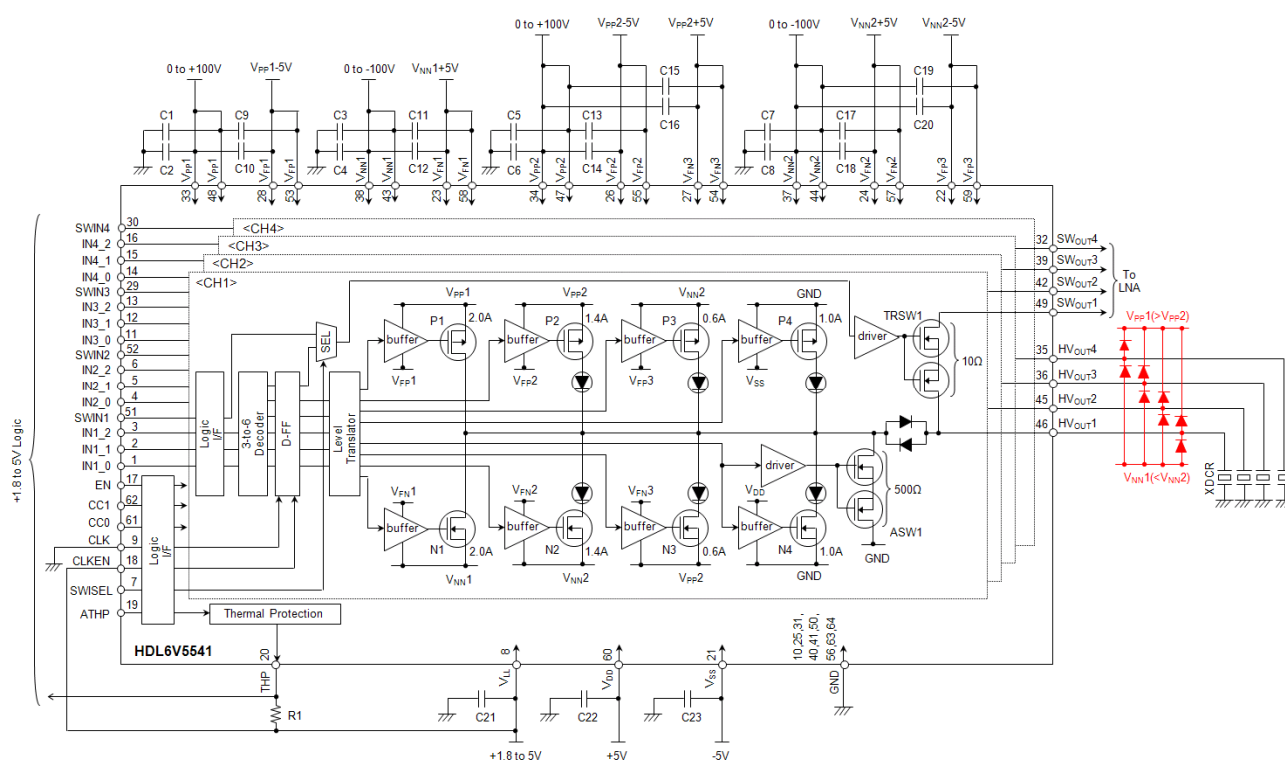 0 to +100V
VPP1-5V
0 to -100V
VNN1+5V
0 to +100V
VPP2-5V
VPP2+5V
0 to -100V
VNN2+5V
VNN2-5V
C1
C2
C9
C10
C3
C4
C11
C12
C5
C6
C13
C14
C15
C16
C7
C8
C17
C18
C19
C20
33 VPP1
48 VPP1
28 VFP1
53 VFP1
38 VNN1
43 VNN1
23 VFN1
58 VFN1
34 VPP2
47 VPP2
26 VFP2
55 VFP2
27 VFN3
54 VFN3
37 VNN2
44 VNN2
24 VFN2
57 VFN2
22 VFP3
59 VFP3
+1.8 to 5V Logic
SWIN4 30
IN4_2 16
IN4_1 15
IN4_0 14
SWIN3 29
IN3_2 13
IN3_1 12
IN3_0 11
SWIN2 52
IN2_2 6
IN2_1 5
IN2_0 4
SWIN1 51
IN1_2 3
IN1_1 2
IN1_0 1
EN 17
CC1 62
CC0 61
CLK 9
CLKEN 18
SWISEL 7
ATHP 19
<CH4>
<CH3>
<CH2>
<CH1>
Logic I/F
3-to-6 Decoder
D-FF
SEL
Level Translator
Logic I/F
Thermal Protection
VPP1
buffer
P1
2.0A
VFP1
VPP2
buffer
P2
1.4A
VFP2
VNN2
buffer
P3
0.6A
VFP3
GND
buffer
P4
1.0A
VSS
driver
TRSW1
10Ω
VFN1
buffer
N1
2.0A
VNN1
VFN2
buffer
N2
1.4A
VNN2
VFN3
buffer
N3
0.6A
VPP2
VDD
buffer
N4
1.0A
GND
driver
500Ω
ASW1
GND
32 SWOUT4
39 SWOUT3
42 SWOUT2
49 SWOUT1
To LNA
35 HVOUT4
36 HVOUT3
45 HVOUT2
46 HVOUT1
VPP1(>VPP2)
VNN1(<VNN2)
XDCR
HDL6V5541
THP 20
R1
VLL 8
C21
+1.8 to 5V
VDD 60
C22
+5V
VSS 21
C23
-5V
10,25,31,
40,41,50,
56,63,64
GND